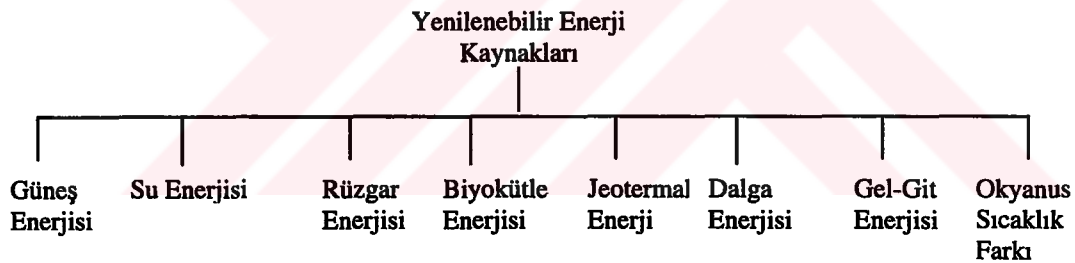 Yenilenebilir Enerji
Kaynakları
Güneş
Enerjisi
Su Enerjisi
Rüzgar
Enerjisi
Biyokütle
Enerjisi
Jeotermal
Enerji
Dalga
Enerjisi
Gel-Git
Enerjisi
Okyanus
Sıcaklık
Farkı